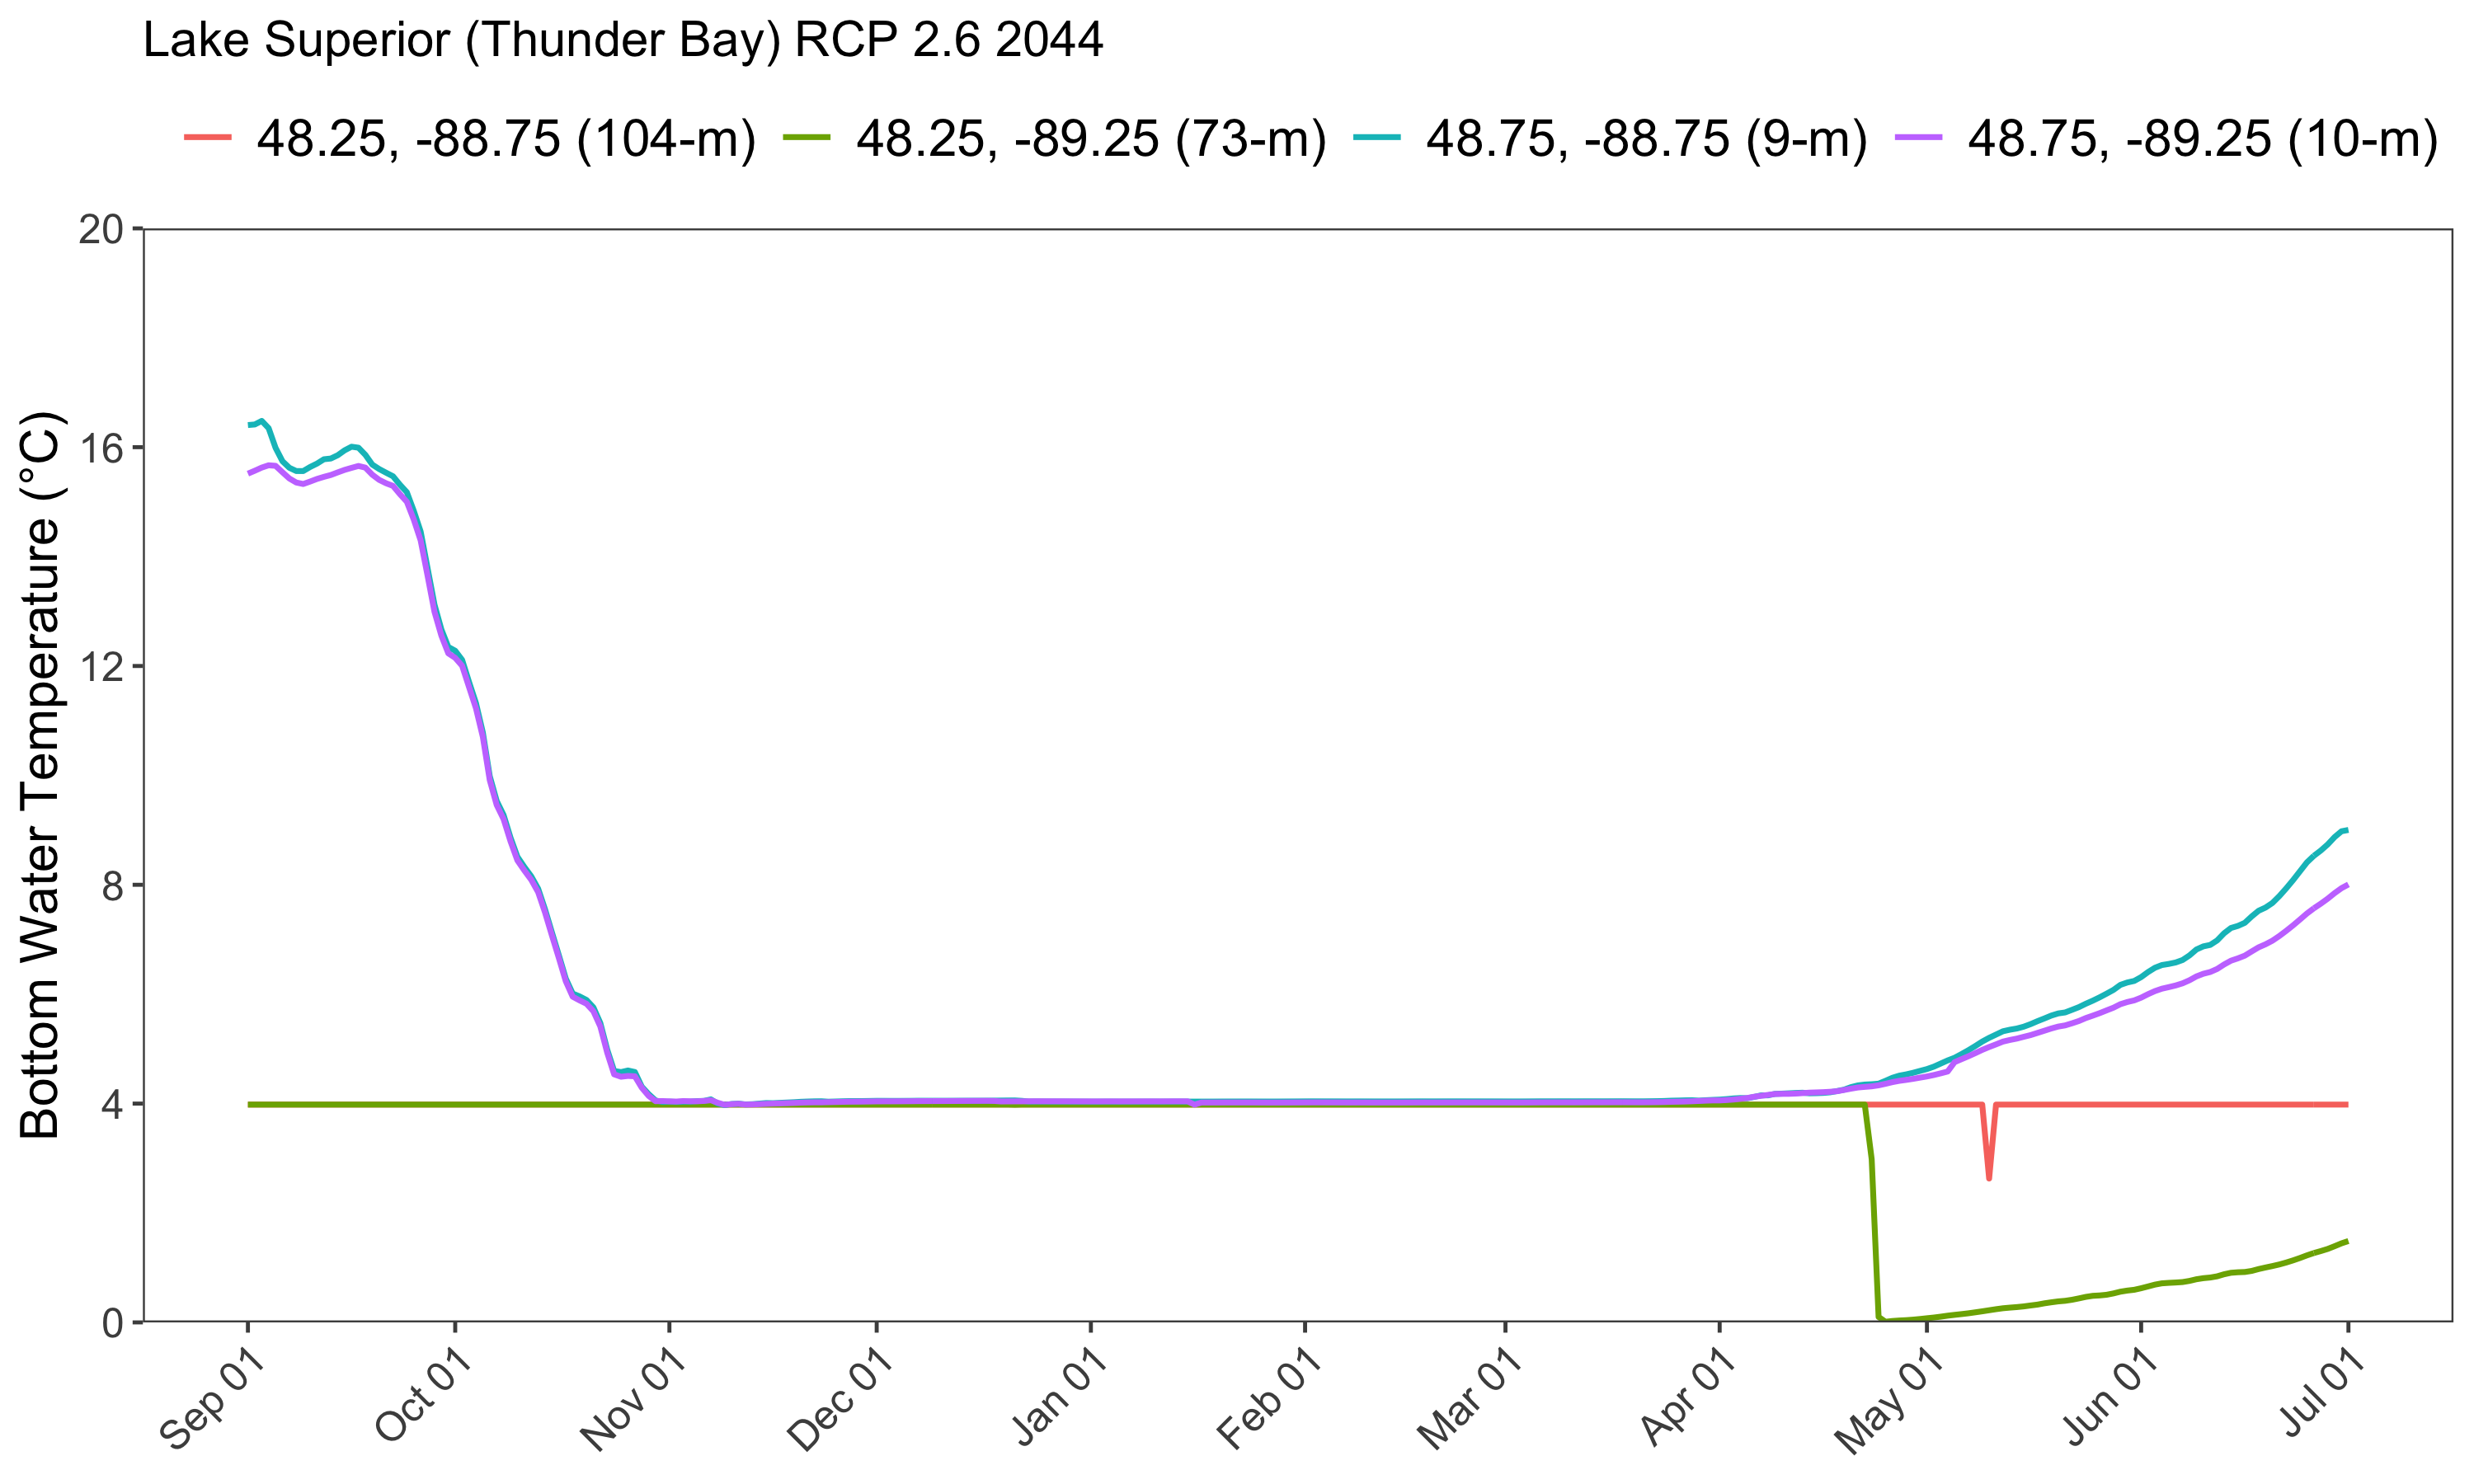 Lake Superior (Thunder Bay) RCP 2.6 2044
48.25, -88.75 (104-m) 48.25, -89.25 (73-m) 48.75, -88.75 (9-m) 48.75, -89.25 (10-m)
Bottom Water Temperature (°C)
20
16
12
8
4
0
Sep 01 Oct 01 Nov 01 Dec 01 Jan 01 Feb 01 Mar 01 Apr 01 May 01 Jun 01 Jul 01